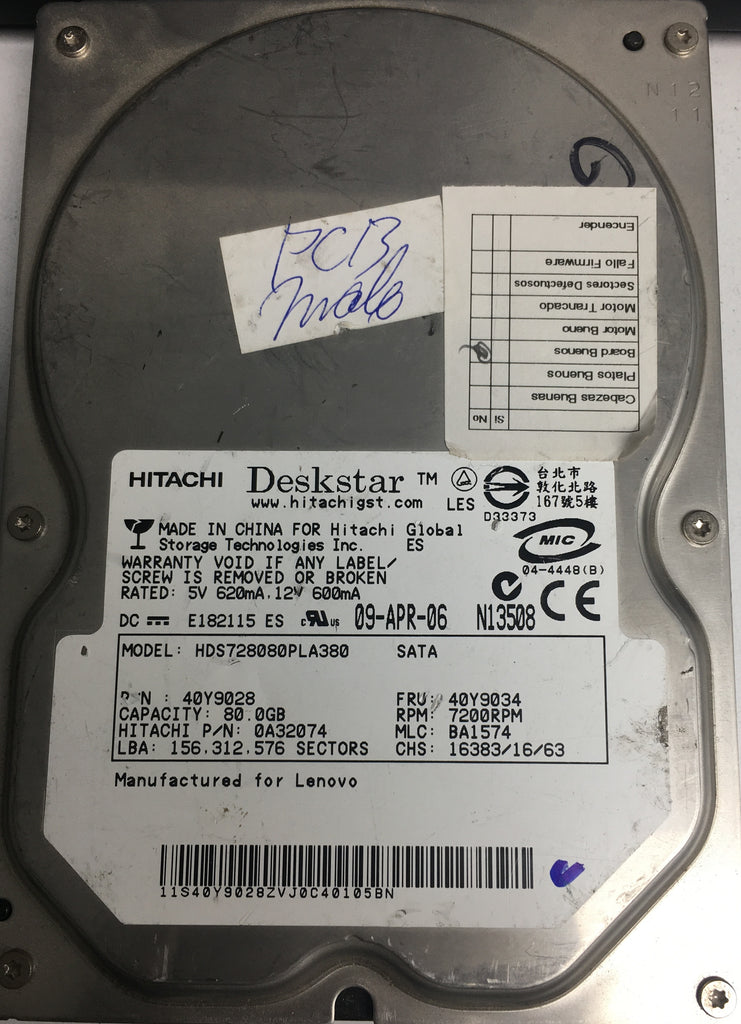 N12
11
PCB
malo
Si No
Cabezas Buenas
Platos Buenos
Board Buenos
Motor Bueno
Motor Trancado
Sectores Defectuosos
Fallo Firmware
Encender
HITACHI Deskstar™
www.hitachigst.com LES
D33373
台北市
敦化北路
167號5樓
MADE IN CHINA FOR Hitachi Global
Storage Technologies Inc. ES
WARRANTY VOID IF ANY LABEL/
SCREW IS REMOVED OR BROKEN
RATED: 5V 620mA, 12V 600mA
MIC
04-4448(B)
CE
DC E182115 ES c RU us 09-APR-06 N13508
MODEL: HDS728080PLA380 SATA
P/N : 40Y9028 FRU: 40Y9034
CAPACITY: 80.0GB RPM: 7200RPM
HITACHI P/N: 0A32074 MLC: BA1574
LBA: 156,312,576 SECTORS CHS: 16383/16/63
Manufactured for Lenovo
11S40Y9028ZVJ0C40105BN